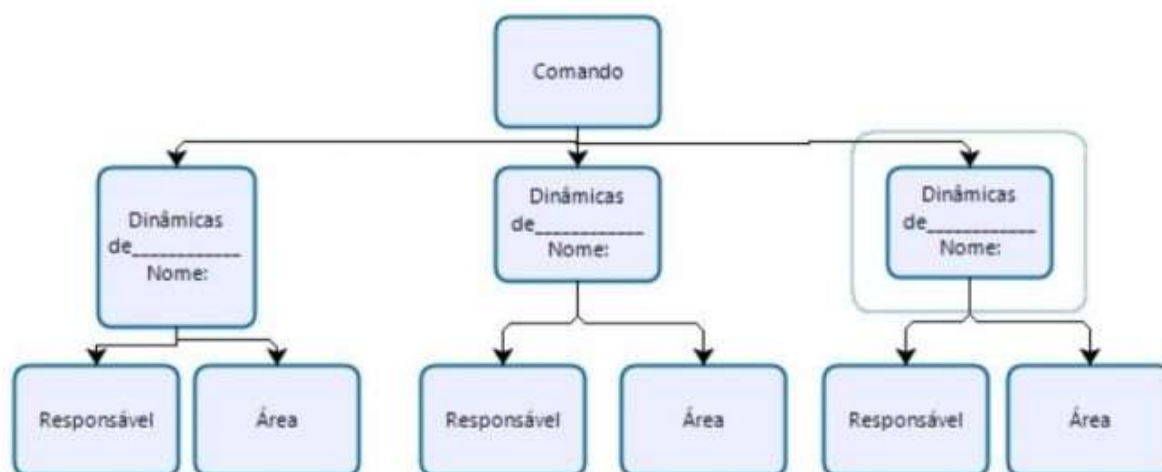 Comando
Dinâmicas
de___________
Nome:
Dinâmicas
de___________
Nome:
Dinâmicas
de___________
Nome:
Responsável
Área
Responsável
Área
Responsável
Área